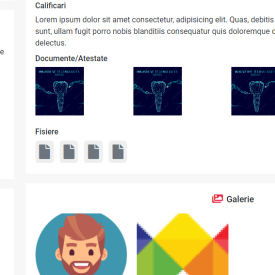 Calificari
Lorem ipsum dolor sit amet consectetur, adipisicing elit. Quas, debitis
sunt, ullam fugit porro nobis blanditiis consequatur quis doloremque
delectus.
e
Documente/Atestate
Fisiere
Galerie